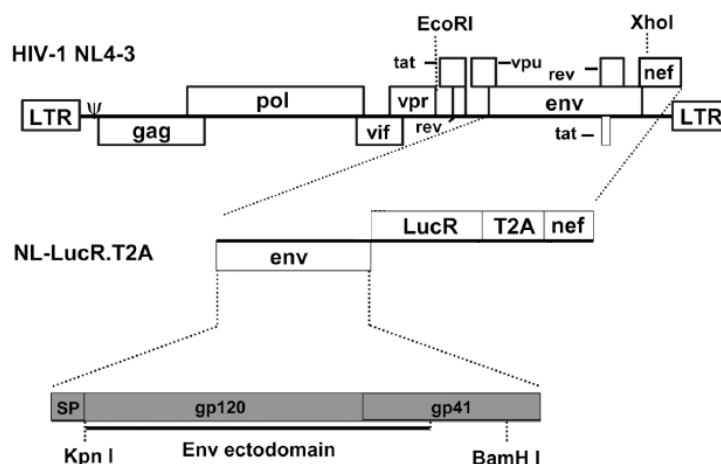 EcoRI XhoI
HIV-1 NL4-3
tat vpu rev nef
pol vpr env
LTR ψ LTR
gag vif rev tat
LucR T2A nef
NL-LucR.T2A
env
SP gp120 gp41
Env ectodomain
Kpn I BamH I